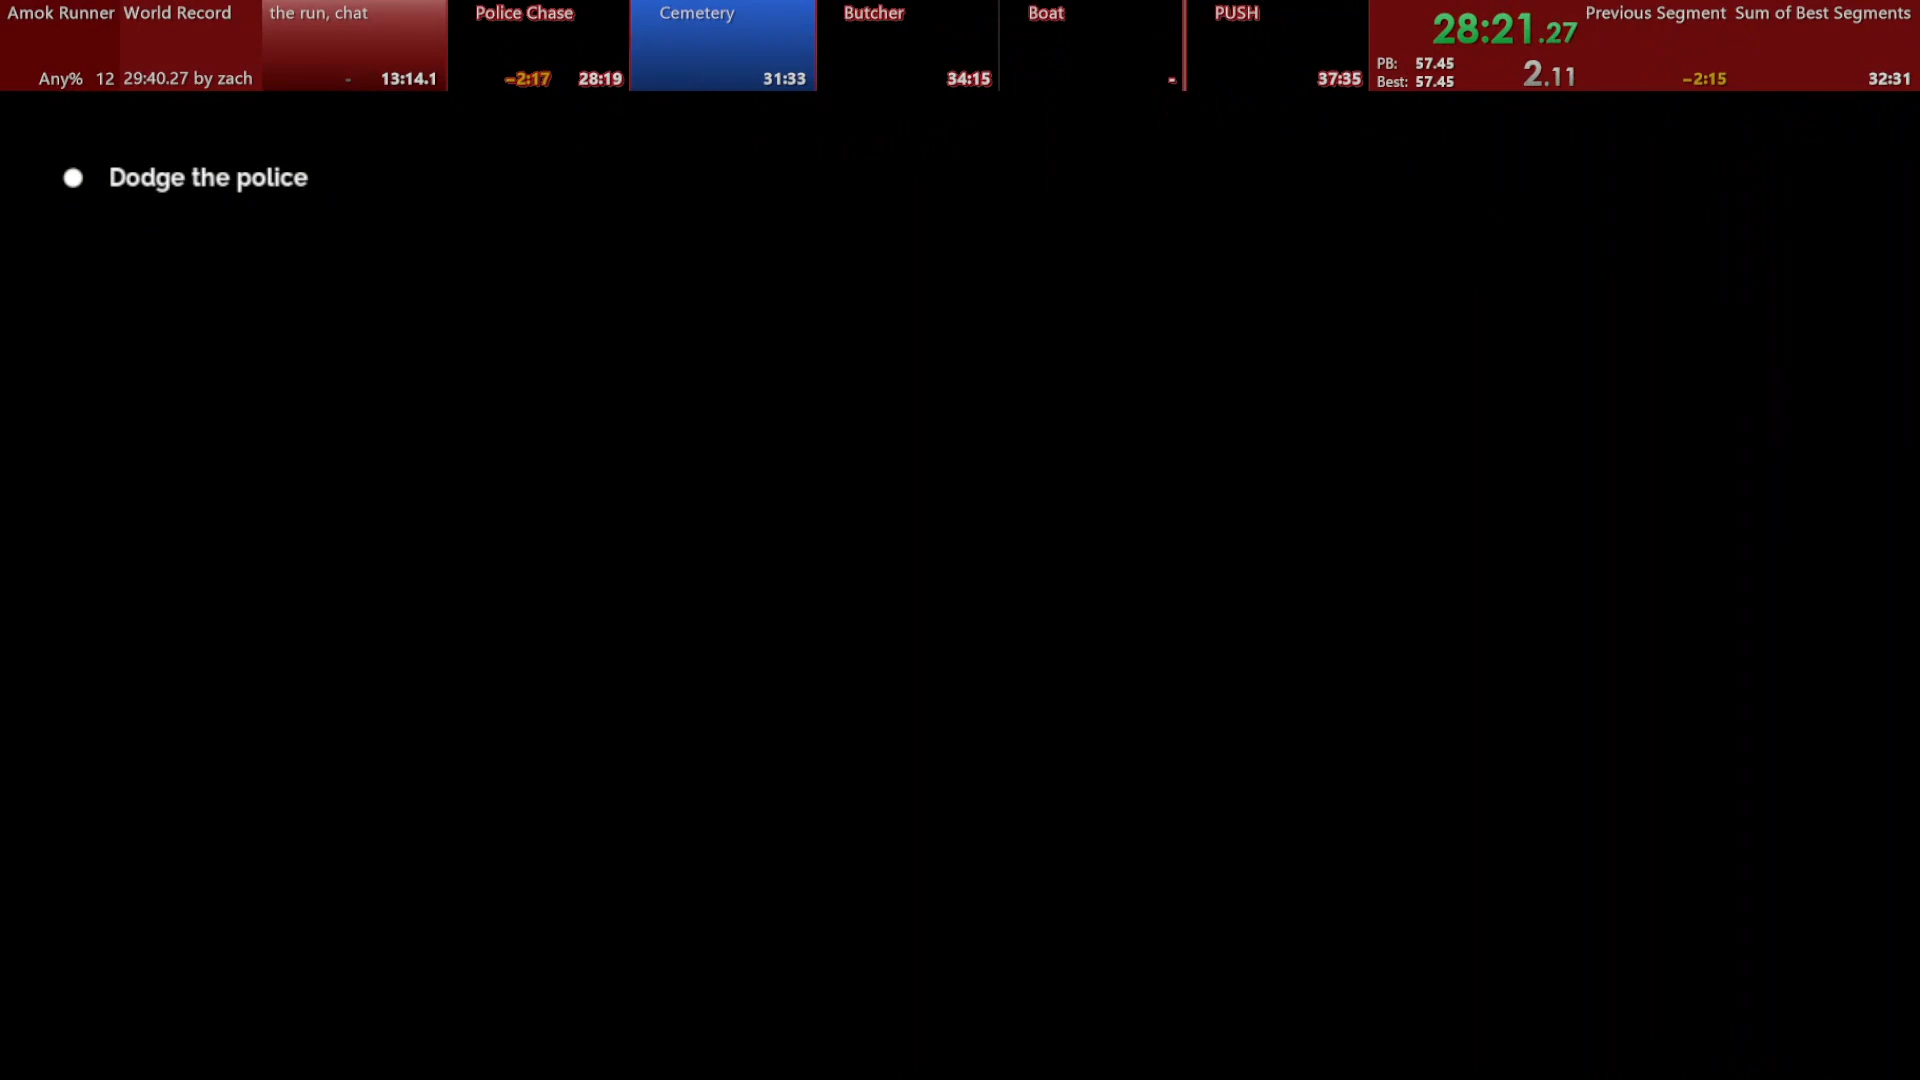 Amok Runner
Any% 12
World Record
29:40.27 by zach
the run, chat
- 13:14.1
Police Chase
−2:17 28:19
Cemetery
31:33
Butcher
34:15
Boat
-
PUSH
37:35
28:21.27
PB: 57.45
Best: 57.45
2.11
Previous Segment
−2:15
Sum of Best Segments
32:31
Dodge the police